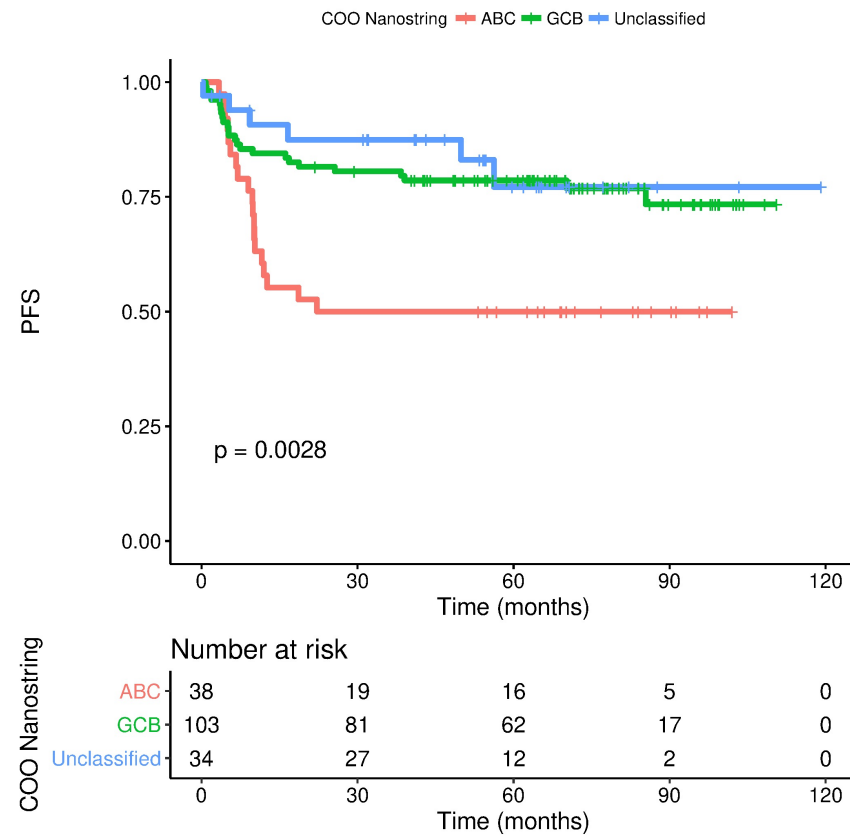 COO Nanostring ABC GCB Unclassified
1.00
0.75
0.50
0.25
0.00
PFS
p = 0.0028
0 30 60 90 120
Time (months)
Number at risk
COO Nanostring
ABC 38 19 16 5 0
GCB 103 81 62 17 0
Unclassified 34 27 12 2 0
0 30 60 90 120
Time (months)